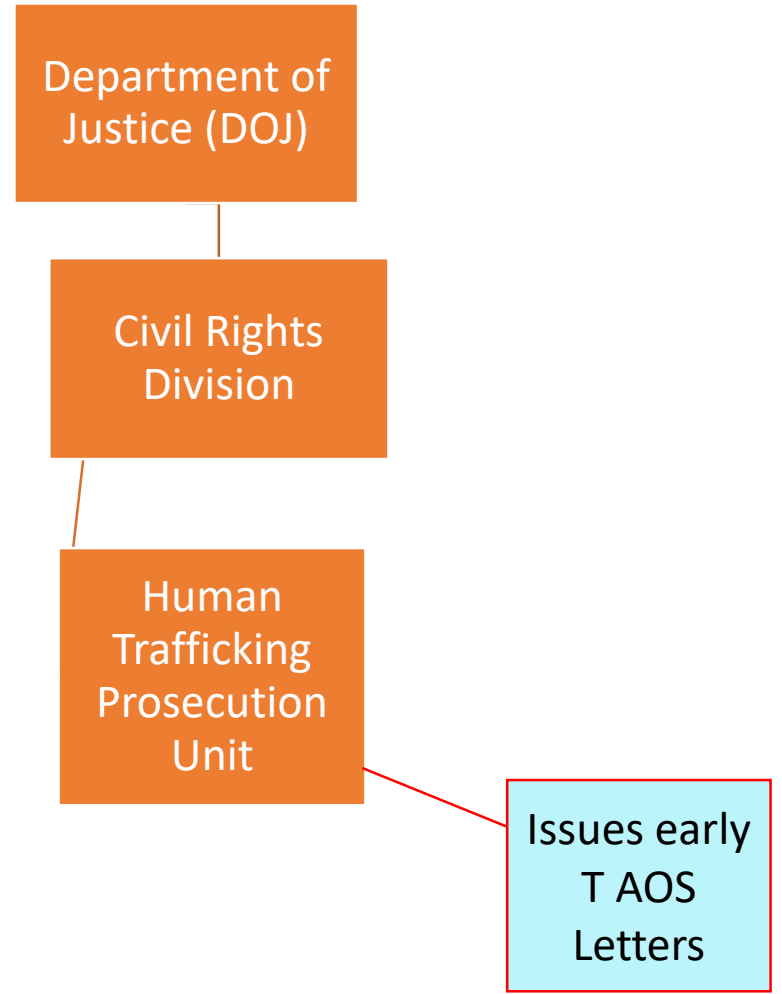 Department of
Justice (DOJ)
Civil Rights
Division
Human
Trafficking
Prosecution
Unit
Issues early
T AOS
Letters